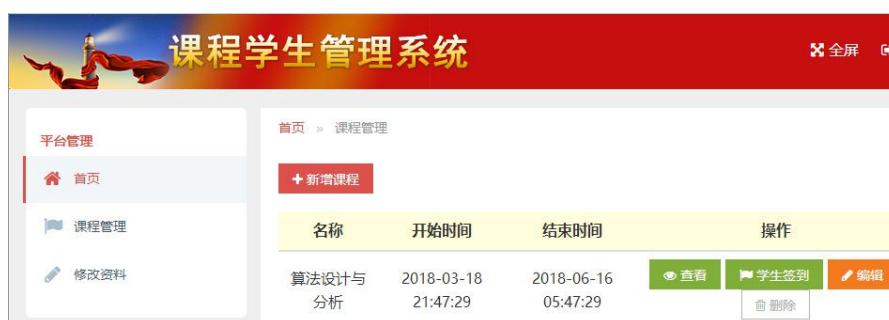 课程学生管理系统
全屏
平台管理
首页
课程管理
修改资料
首页 » 课程管理
新增课程
名称 开始时间 结束时间 操作
算法设计与分析 2018-03-18 21:47:29 2018-06-16 05:47:29 查看 学生签到 编辑
删除